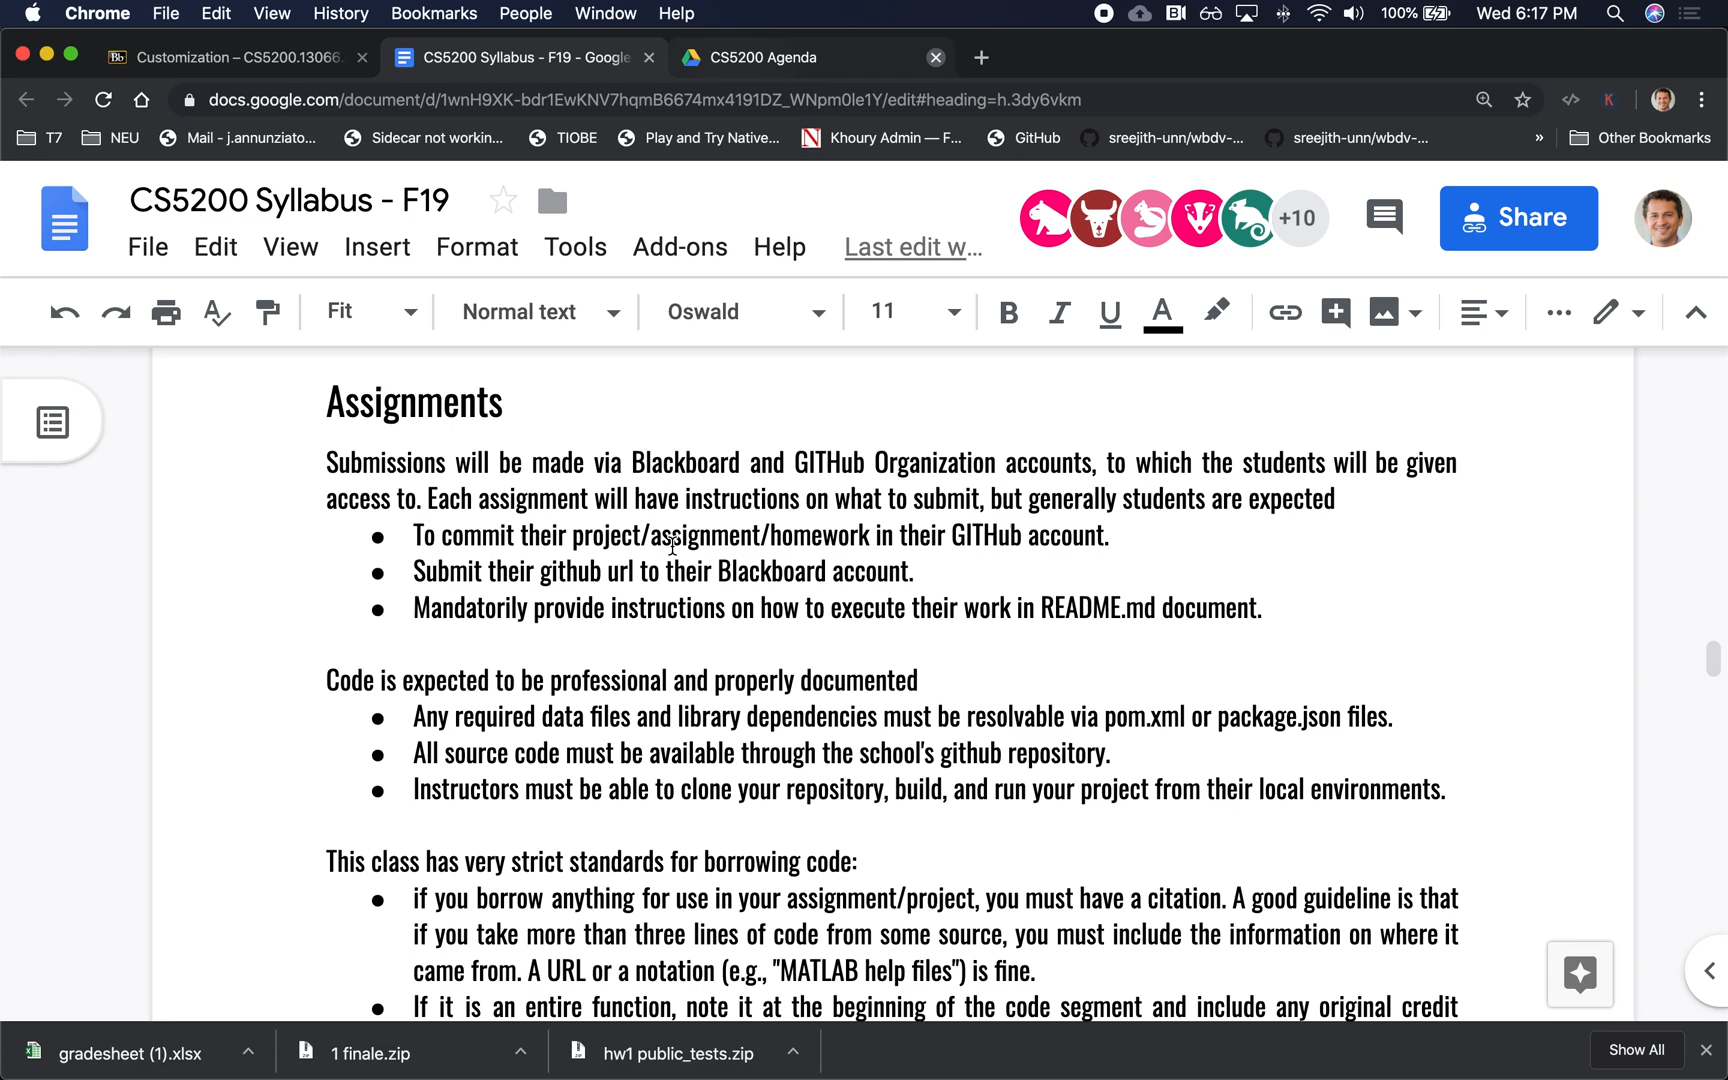 Chrome File Edit View History Bookmarks People Window Help 100% Wed 6:17 PM
Customization – CS5200.13066. CS5200 Syllabus - F19 - Google CS5200 Agenda
docs.google.com/document/d/1wnH9XK-bdr1EwKNV7hqmB6674mx4191DZ_WNpm0le1Y/edit#heading=h.3dy6vkm
T7 NEU Mail - j.annunziato... Sidecar not workin... TIOBE Play and Try Native... Khoury Admin — F... GitHub sreejith-unn/wbdv-... sreejith-unn/wbdv-... » Other Bookmarks
CS5200 Syllabus - F19
+10 Share
File Edit View Insert Format Tools Add-ons Help Last edit w...
Fit Normal text Oswald 11 B I U A
Assignments
Submissions will be made via Blackboard and GITHub Organization accounts, to which the students will be given
access to. Each assignment will have instructions on what to submit, but generally students are expected
● To commit their project/assignment/homework in their GITHub account.
● Submit their github url to their Blackboard account.
● Mandatorily provide instructions on how to execute their work in README.md document.
Code is expected to be professional and properly documented
● Any required data files and library dependencies must be resolvable via pom.xml or package.json files.
● All source code must be available through the school's github repository.
● Instructors must be able to clone your repository, build, and run your project from their local environments.
This class has very strict standards for borrowing code:
● if you borrow anything for use in your assignment/project, you must have a citation. A good guideline is that
if you take more than three lines of code from some source, you must include the information on where it
came from. A URL or a notation (e.g., "MATLAB help files") is fine.
● If it is an entire function, note it at the beginning of the code segment and include any original credit
gradesheet (1).xlsx 1 finale.zip hw1 public_tests.zip Show All